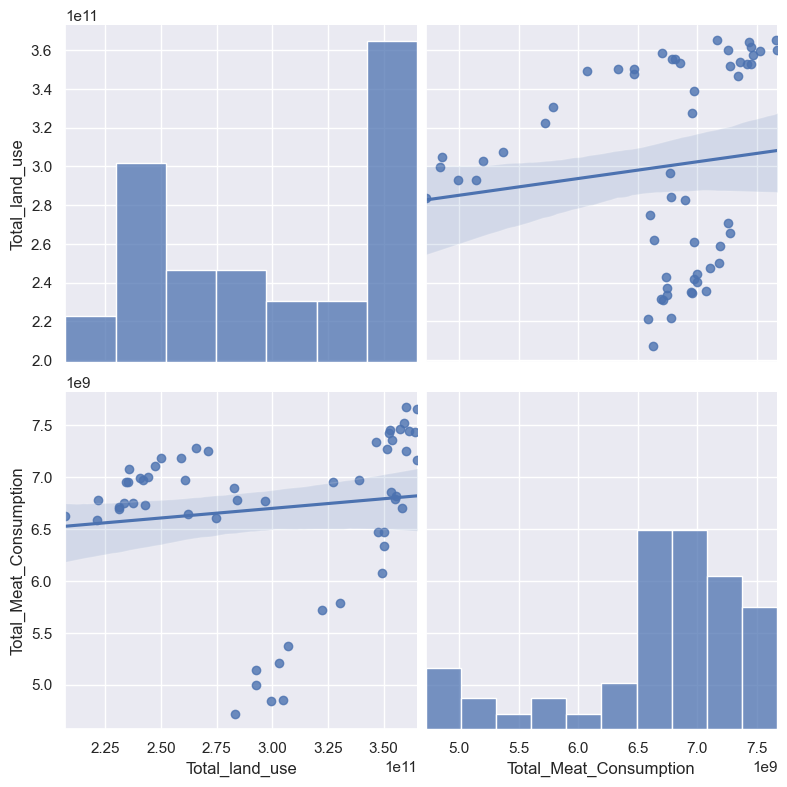 1e11
3.6
3.4
3.2
3.0
2.8
2.6
2.4
2.2
2.0
Total_land_use
1e9
7.5
7.0
6.5
6.0
5.5
5.0
Total_Meat_Consumption
2.25 2.50 2.75 3.00 3.25 3.50
1e11
Total_land_use
5.0 5.5 6.0 6.5 7.0 7.5
1e9
Total_Meat_Consumption